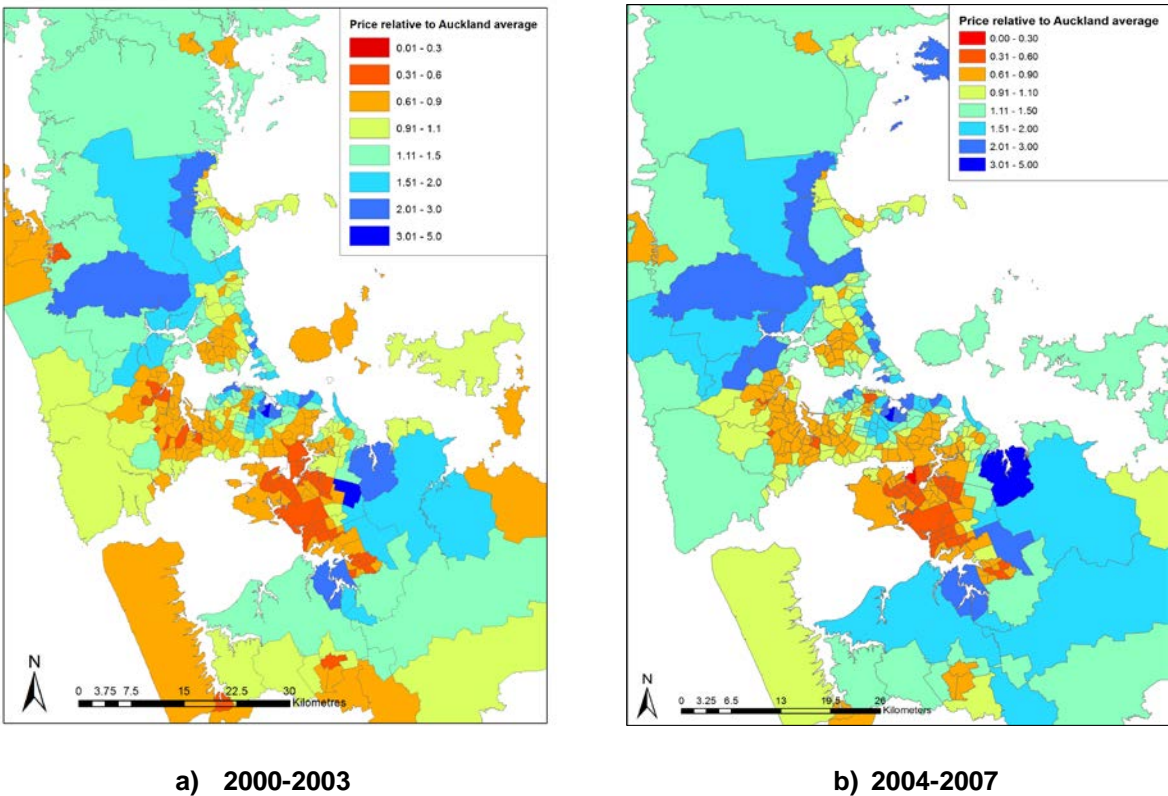 Price relative to Auckland average
0.01 - 0.3
0.31 - 0.6
0.61 - 0.9
0.91 - 1.1
1.11 - 1.5
1.51 - 2.0
2.01 - 3.0
3.01 - 5.0
N
0 3.75 7.5 15 22.5 30
Kilometres
Price relative to Auckland average
0.00 - 0.30
0.31 - 0.60
0.61 - 0.90
0.91 - 1.10
1.11 - 1.50
1.51 - 2.00
2.01 - 3.00
3.01 - 5.00
N
0 3.25 6.5 13 19.5 26
Kilometers
a) 2000-2003
b) 2004-2007